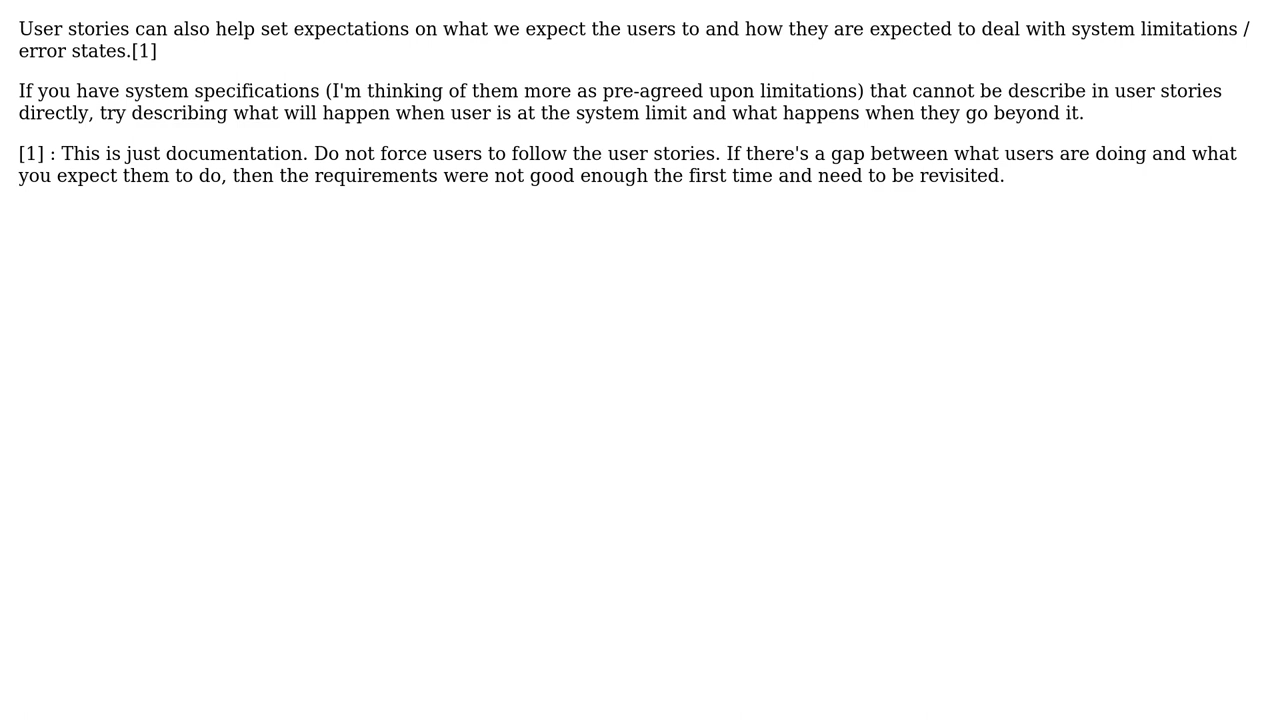 User stories can also help set expectations on what we expect the users to and how they are expected to deal with system limitations /
error states.[1]
If you have system specifications (I'm thinking of them more as pre-agreed upon limitations) that cannot be describe in user stories
directly, try describing what will happen when user is at the system limit and what happens when they go beyond it.
[1] : This is just documentation. Do not force users to follow the user stories. If there's a gap between what users are doing and what
you expect them to do, then the requirements were not good enough the first time and need to be revisited.